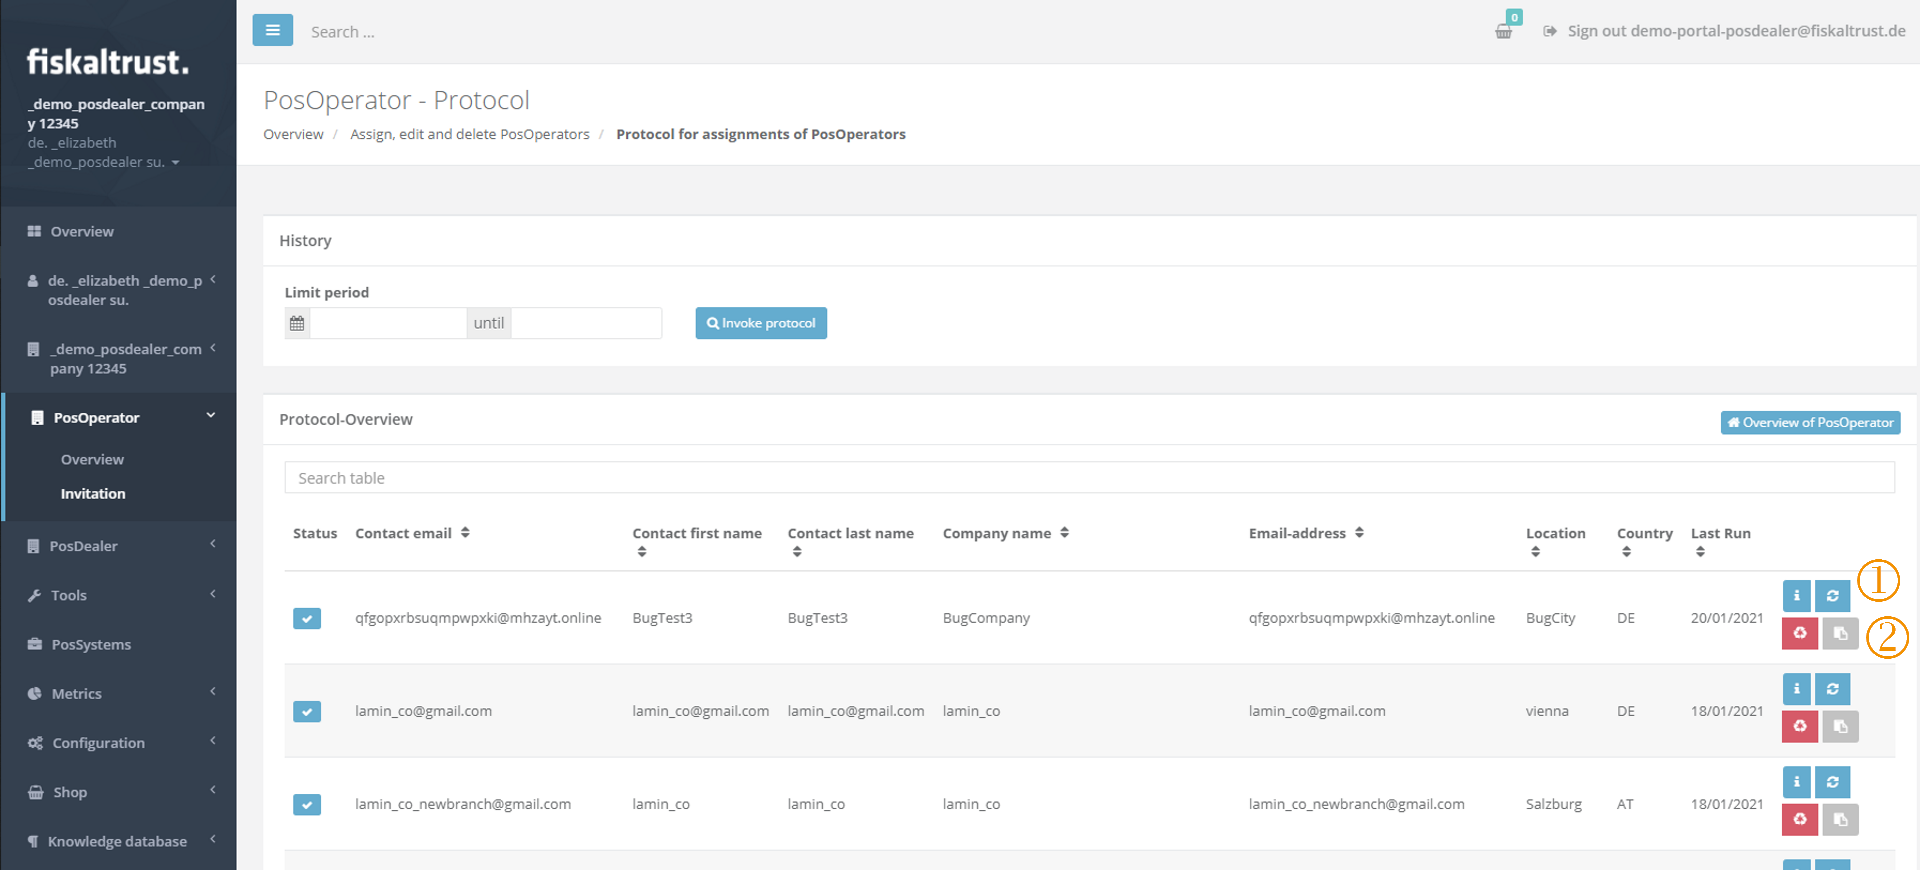 fiskaltrust.
_demo_posdealer_compan
y 12345
de. _elizabeth
_demo_posdealer su.
Overview
de. _elizabeth _demo_p
osdealer su.
_demo_posdealer_com
pany 12345
PosOperator
Overview
Invitation
PosDealer
Tools
PosSystems
Metrics
Configuration
Shop
Knowledge database
Search ...
0
Sign out demo-portal-posdealer@fiskaltrust.de
PosOperator - Protocol
Overview / Assign, edit and delete PosOperators / Protocol for assignments of PosOperators
History
Limit period
until
Invoke protocol
Protocol-Overview
Overview of PosOperator
Search table
Status Contact email Contact first name Contact last name Company name Email-address Location Country Last Run
qfgopxrbsuqmpwpxki@mhzayt.online BugTest3 BugTest3 BugCompany qfgopxrbsuqmpwpxki@mhzayt.online BugCity DE 20/01/2021
①
②
lamin_co@gmail.com lamin_co@gmail.com lamin_co@gmail.com lamin_co lamin_co@gmail.com vienna DE 18/01/2021
lamin_co_newbranch@gmail.com lamin_co lamin_co lamin_co lamin_co_newbranch@gmail.com Salzburg AT 18/01/2021